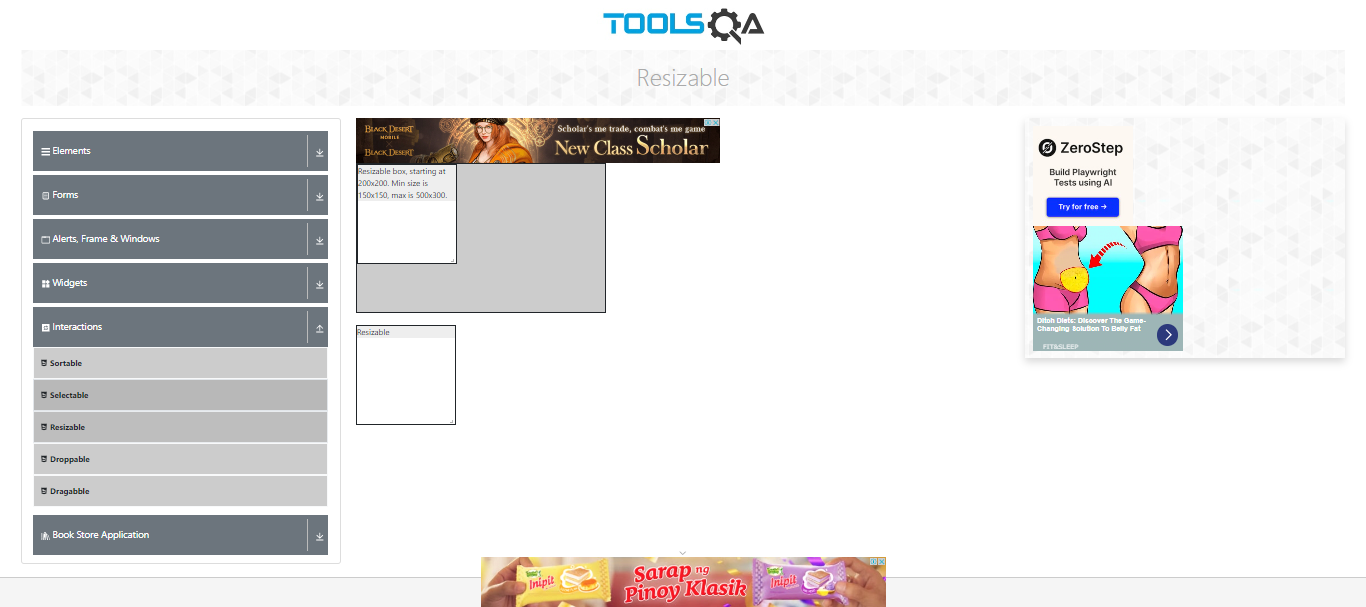 TOOLSQA
Resizable
Elements
Forms
Alerts, Frame & Windows
Widgets
Interactions
Sortable
Selectable
Resizable
Droppable
Dragabble
Book Store Application
BLACK DESERT
MOBILE
BLACK DESERT
Scholar's me trade, combat's me game
New Class Scholar
Resizable box, starting at
200x200. Min size is
150x150, max is 500x300.
Resizable
ZeroStep
Build Playwright
Tests using AI
Try for free →
Ditch Diets: Discover The Game-
Changing Solution To Belly Fat
FIT&SLEEP
Inipit
Sarap ng
Pinoy Klasik
Inipit